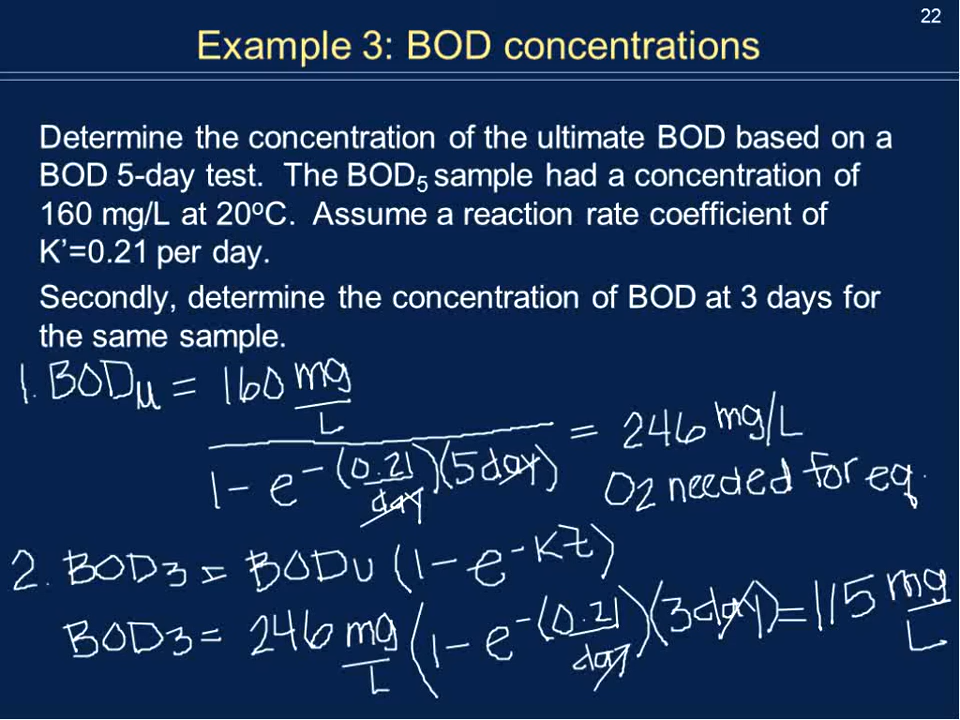 22
Example 3: BOD concentrations
Determine the concentration of the ultimate BOD based on a
BOD 5-day test. The BOD₅ sample had a concentration of
160 mg/L at 20ºC. Assume a reaction rate coefficient of
K’=0.21 per day.
Secondly, determine the concentration of BOD at 3 days for
the same sample.
1. BODu = 160 mg/L
1 - e^-(0.21/day)(5day) = 246 mg/L
O2 needed for eq.
2. BOD3 = BODU (1 - e^-Kt)
BOD3 = 246 mg/L (1 - e^-(0.21/day)(3day)) = 115 mg/L